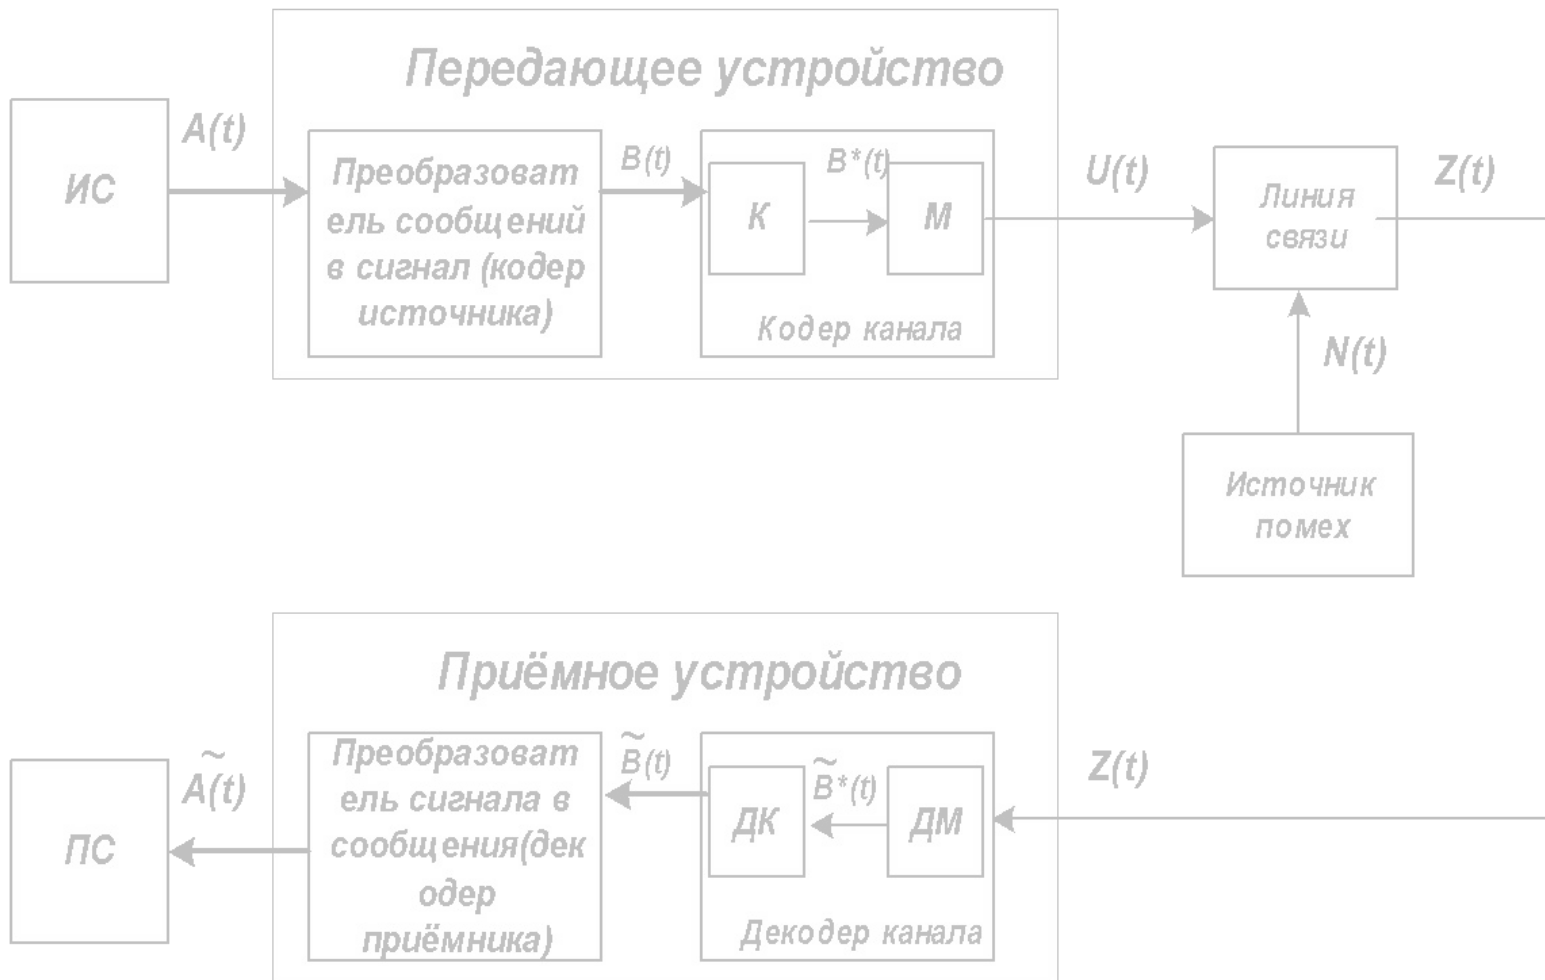 Передающее устройство
ИС
A(t)
Преобразоват
ель сообщений
в сигнал (кодер
источника)
B(t)
К
B*(t)
М
Кодер канала
U(t)
Линия
связи
Z(t)
N(t)
Источник
помех
Приёмное устройство
ПС
Ã(t)
Преобразоват
ель сигнала в
сообщения(дек
одер
приёмника)
B̃(t)
ДК
B̃*(t)
ДМ
Декодер канала
Z(t)